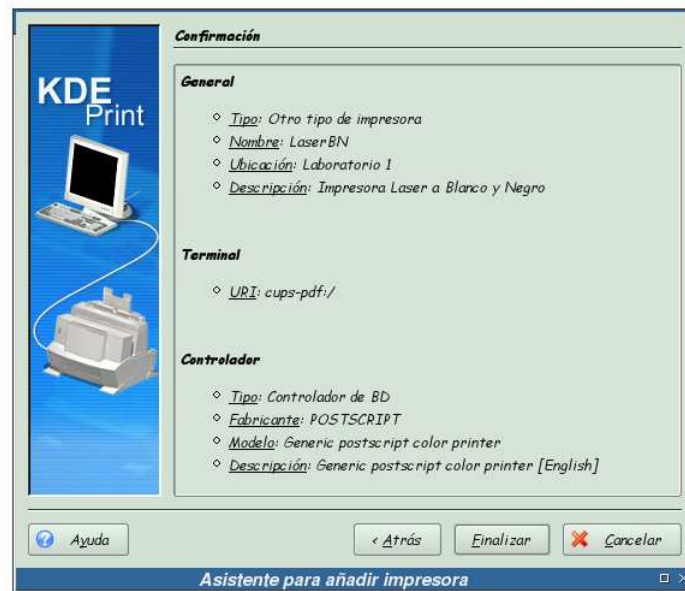 Confirmación
KDE
Print
General
Tipo: Otro tipo de impresora
Nombre: LaserBN
Ubicación: Laboratorio 1
Descripción: Impresora Laser a Blanco y Negro
Terminal
URI: cups-pdf:/
Controlador
Tipo: Controlador de BD
Fabricante: POSTSCRIPT
Modelo: Generic postscript color printer
Descripción: Generic postscript color printer [English]
Ayuda
‹ Atrás
Finalizar
Cancelar
Asistente para añadir impresora